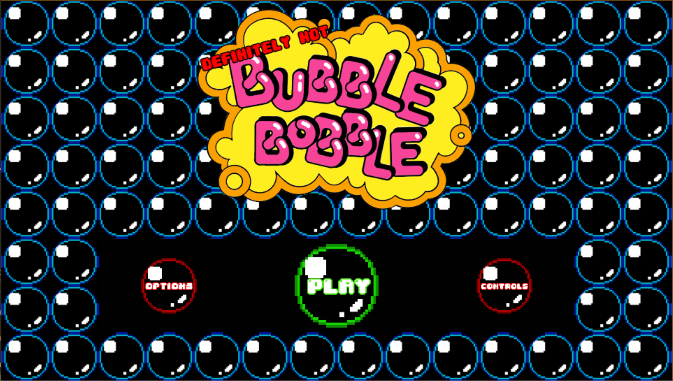 DEFINITELY NOT
BUBBLE
BOBBLE
OPTIONS
PLAY
CONTROLS